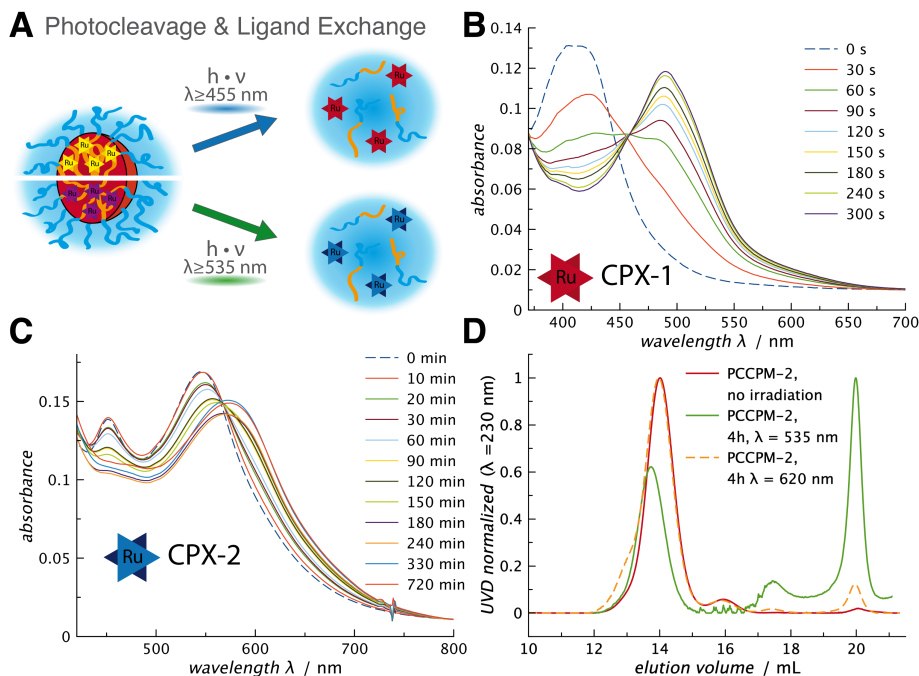 A Photocleavage & Ligand Exchange
h • ν
λ≥455 nm
Ru
Ru
Ru
Ru
Ru
Ru
Ru
Ru
Ru
Ru
Ru
h • ν
λ≥535 nm
Ru
Ru
Ru
B
absorbance
0.14
0.12
0.1
0.08
0.06
0.04
0.02
0
400
450
500
550
600
650
700
wavelength λ / nm
0 s
30 s
60 s
90 s
120 s
150 s
180 s
240 s
300 s
Ru CPX-1
C
absorbance
0.15
0.1
0.05
0
500
600
700
800
wavelength λ / nm
0 min
10 min
20 min
30 min
60 min
90 min
120 min
150 min
180 min
240 min
330 min
720 min
Ru CPX-2
D
UVD normalized (λ =230 nm)
1
0.8
0.6
0.4
0.2
0
10
12
14
16
18
20
elution volume / mL
PCCPM-2,
no irradiation
PCCPM-2,
4h, λ = 535 nm
PCCPM-2,
4h λ = 620 nm